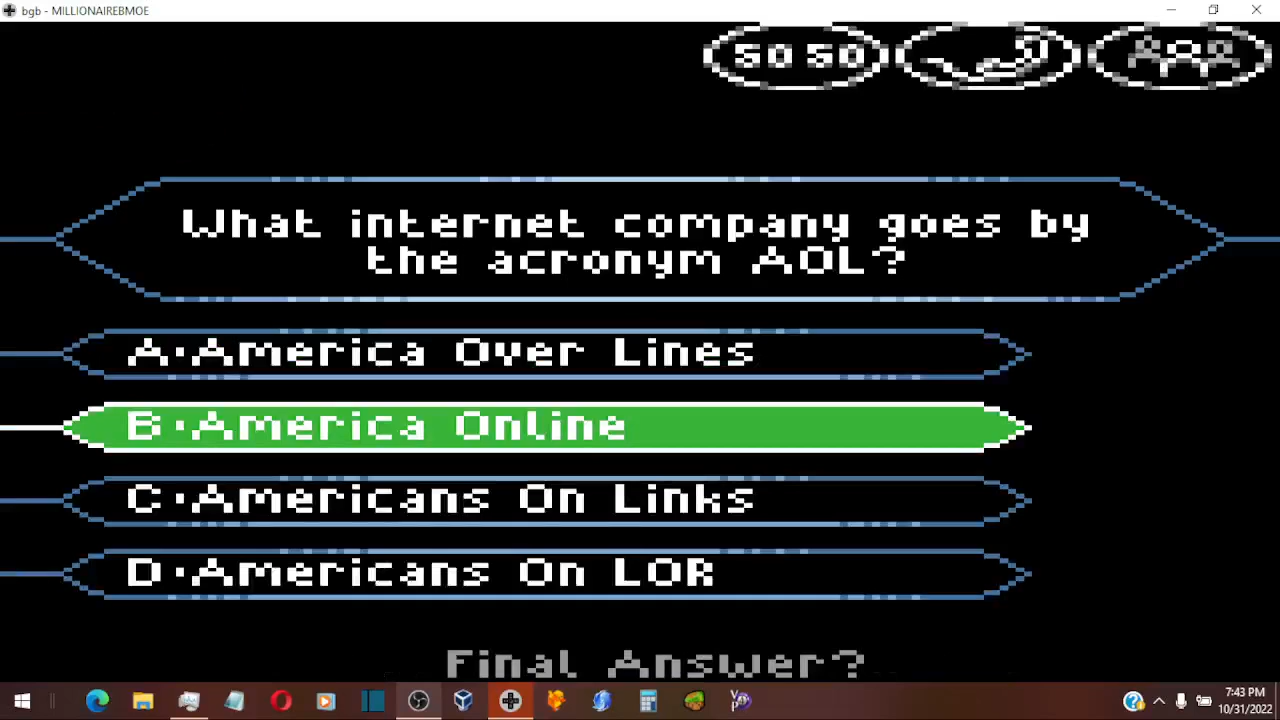 bgb - MILLIONAIREBMOE
50 50
What internet company goes by
the acronym AOL?
A·America Over Lines
B·America Online
C·Americans On Links
D·Americans On LOR
Final Answer?
7:43 PM
10/31/2022